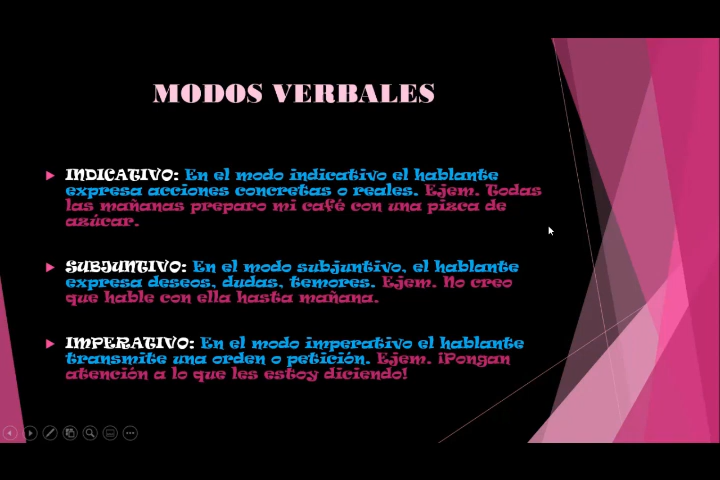 MODOS VERBALES
INDICATIVO: En el modo indicativo el hablante
expresa acciones concretas o reales. Ejem. Todas
las mañanas preparo mi café con una pizca de
azúcar.
SUBJUNTIVO: En el modo subjuntivo, el hablante
expresa deseos, dudas, temores. Ejem. No creo
que hable con ella hasta mañana.
IMPERATIVO: En el modo imperativo el hablante
transmite una orden o petición. Ejem. ¡Pongan
atención a lo que les estoy diciendo!